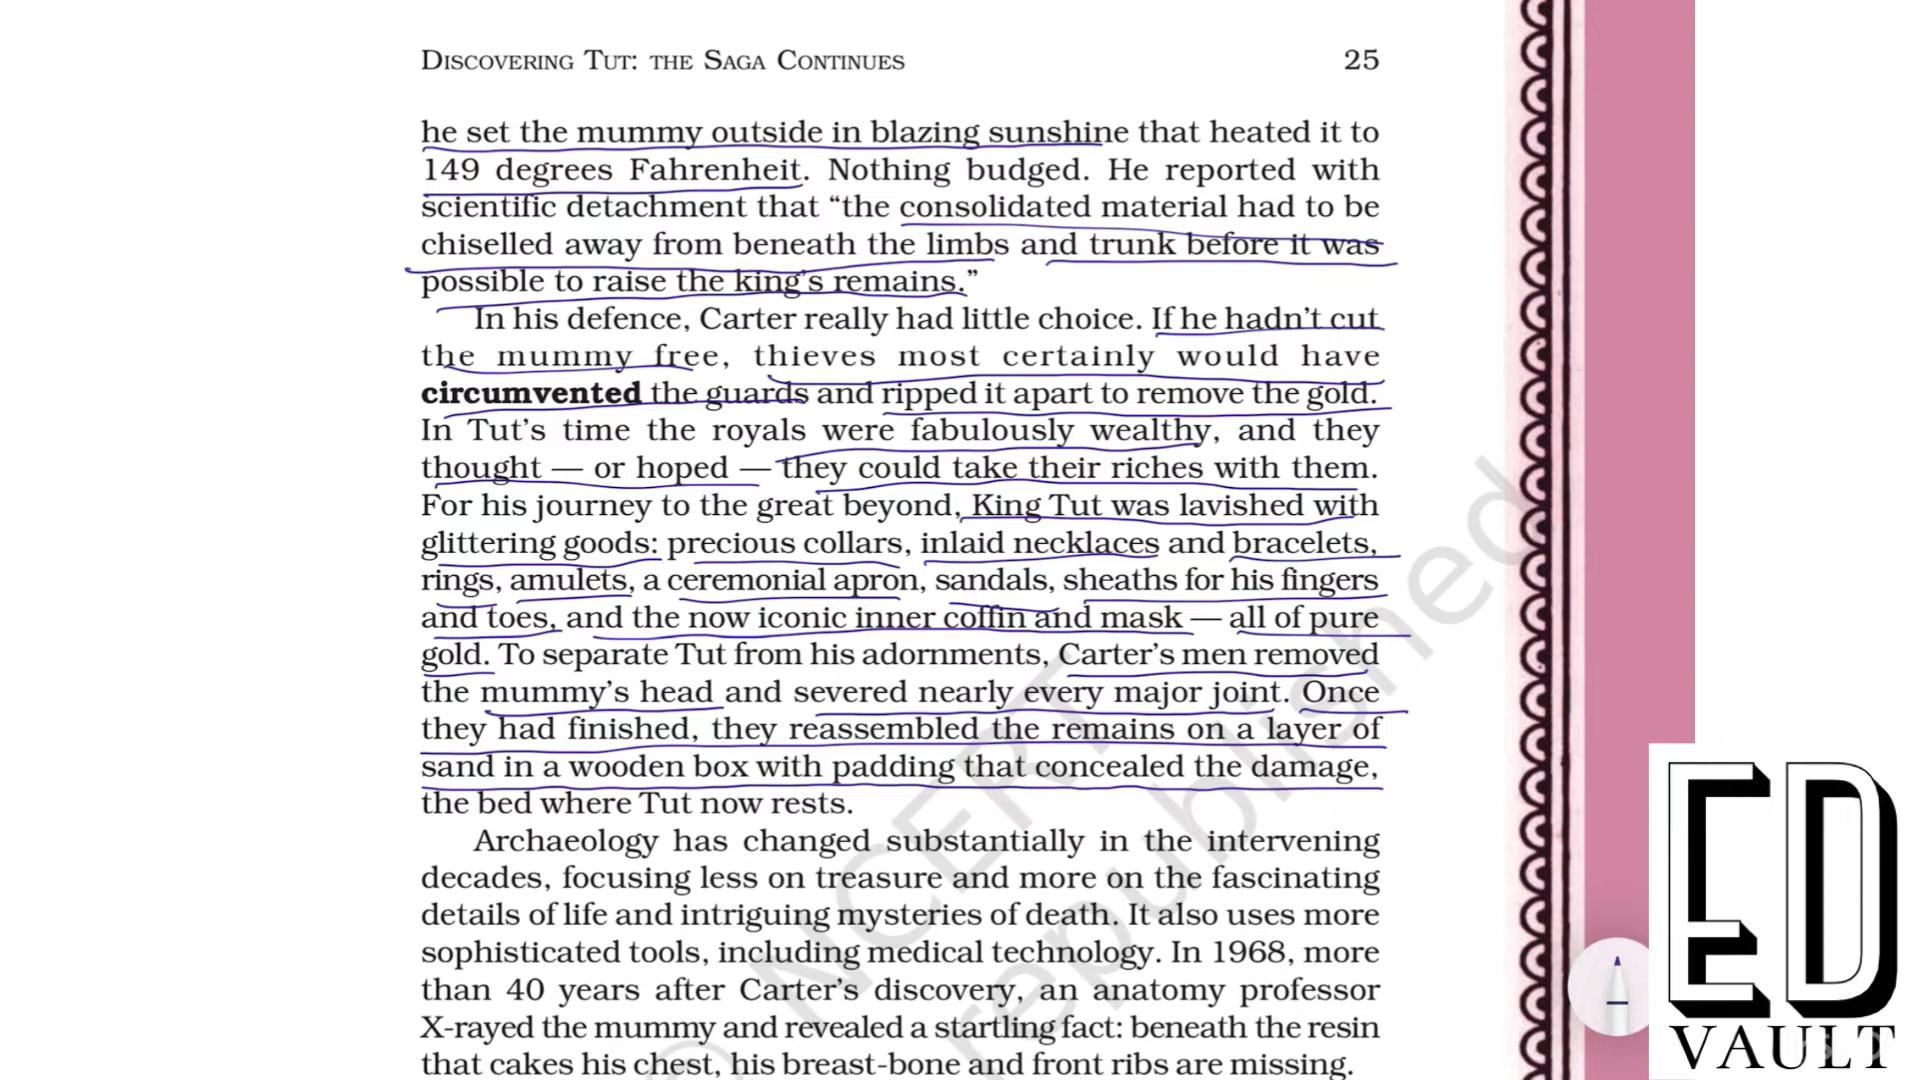 DISCOVERING TUT: THE SAGA CONTINUES 25
he set the mummy outside in blazing sunshine that heated it to
149 degrees Fahrenheit. Nothing budged. He reported with
scientific detachment that “the consolidated material had to be
chiselled away from beneath the limbs and trunk before it was
possible to raise the king’s remains.”
In his defence, Carter really had little choice. If he hadn’t cut
the mummy free, thieves most certainly would have
circumvented the guards and ripped it apart to remove the gold.
In Tut’s time the royals were fabulously wealthy, and they
thought — or hoped — they could take their riches with them.
For his journey to the great beyond, King Tut was lavished with
glittering goods: precious collars, inlaid necklaces and bracelets,
rings, amulets, a ceremonial apron, sandals, sheaths for his fingers
and toes, and the now iconic inner coffin and mask — all of pure
gold. To separate Tut from his adornments, Carter’s men removed
the mummy’s head and severed nearly every major joint. Once
they had finished, they reassembled the remains on a layer of
sand in a wooden box with padding that concealed the damage,
the bed where Tut now rests.
Archaeology has changed substantially in the intervening
decades, focusing less on treasure and more on the fascinating
details of life and intriguing mysteries of death. It also uses more
sophisticated tools, including medical technology. In 1968, more
than 40 years after Carter’s discovery, an anatomy professor
X-rayed the mummy and revealed a startling fact: beneath the resin
that cakes his chest, his breast-bone and front ribs are missing.
© NCERT
republished
ED
VAULT